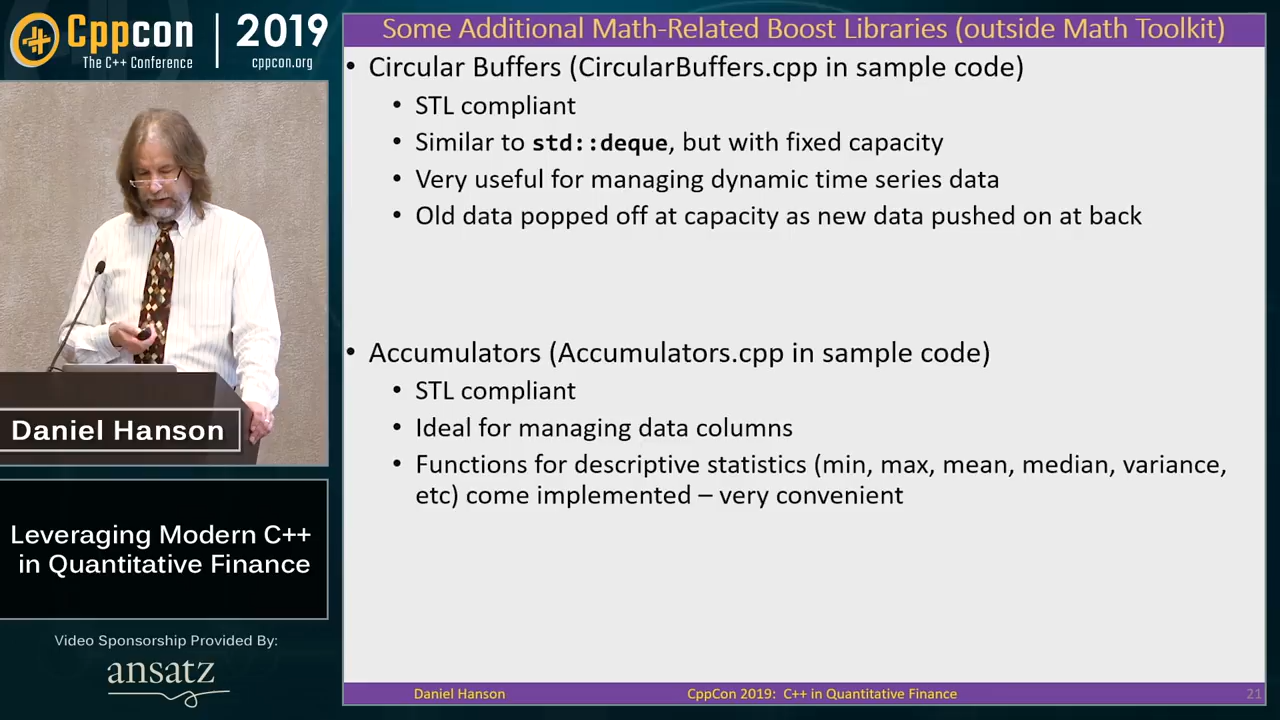 Cppcon
The C++ Conference
2019
cppcon.org
Daniel Hanson
Leveraging Modern C++
in Quantitative Finance
Video Sponsorship Provided By:
ansatz
Some Additional Math-Related Boost Libraries (outside Math Toolkit)
• Circular Buffers (CircularBuffers.cpp in sample code)
• STL compliant
• Similar to std::deque, but with fixed capacity
• Very useful for managing dynamic time series data
• Old data popped off at capacity as new data pushed on at back
• Accumulators (Accumulators.cpp in sample code)
• STL compliant
• Ideal for managing data columns
• Functions for descriptive statistics (min, max, mean, median, variance,
etc) come implemented – very convenient
Daniel Hanson
CppCon 2019: C++ in Quantitative Finance
21